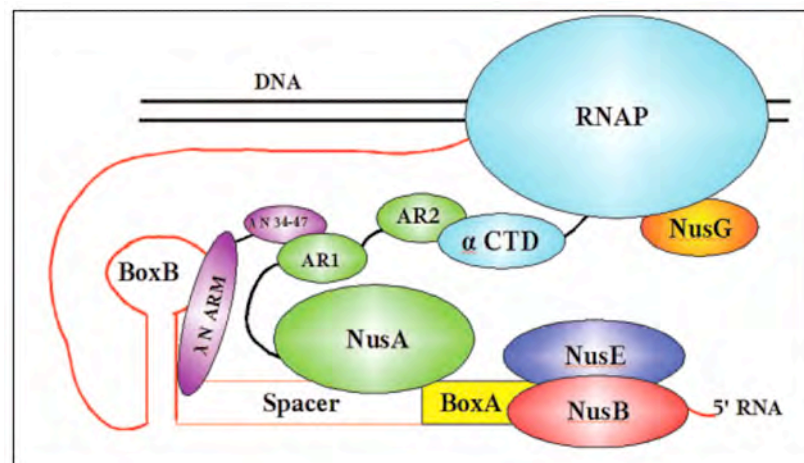 DNA
RNAP
λ N 34-47
AR2
α CTD
NusG
BoxB
AR1
λ N ARM
NusA
NusE
Spacer
BoxA
NusB
5' RNA